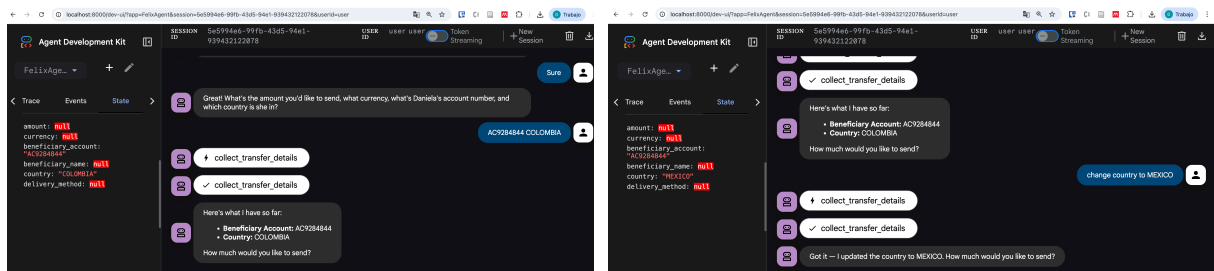 localhost:8000/dev-ui/?app=FelixAgent&session=5e5994e6-99fb-43d5-94e1-939432122078&userId=user
Trabajo
Agent Development Kit
SESSION ID 5e5994e6-99fb-43d5-94e1-939432122078 USER ID user user Token Streaming + New Session
FelixAge...
Trace Events State
amount: null
currency: null
beneficiary_account:
"AC9284844"
beneficiary_name: null
country: "COLOMBIA"
delivery_method: null
Sure
Great! What's the amount you'd like to send, what currency, what's Daniela's account number, and
which country is she in?
AC9284844 COLOMBIA
collect_transfer_details
collect_transfer_details
Here's what I have so far:
• Beneficiary Account: AC9284844
• Country: COLOMBIA
How much would you like to send?
localhost:8000/dev-ui/?app=FelixAgent&session=5e5994e6-99fb-43d5-94e1-939432122078&userId=user
Trabajo
Agent Development Kit
SESSION ID 5e5994e6-99fb-43d5-94e1-939432122078 USER ID user user Token Streaming + New Session
FelixAge...
Trace Events State
amount: null
currency: null
beneficiary_account:
"AC9284844"
beneficiary_name: null
country: "MEXICO"
delivery_method: null
collect_transfer_details
Here's what I have so far:
• Beneficiary Account: AC9284844
• Country: COLOMBIA
How much would you like to send?
change country to MEXICO
collect_transfer_details
collect_transfer_details
Got it — I updated the country to MEXICO. How much would you like to send?